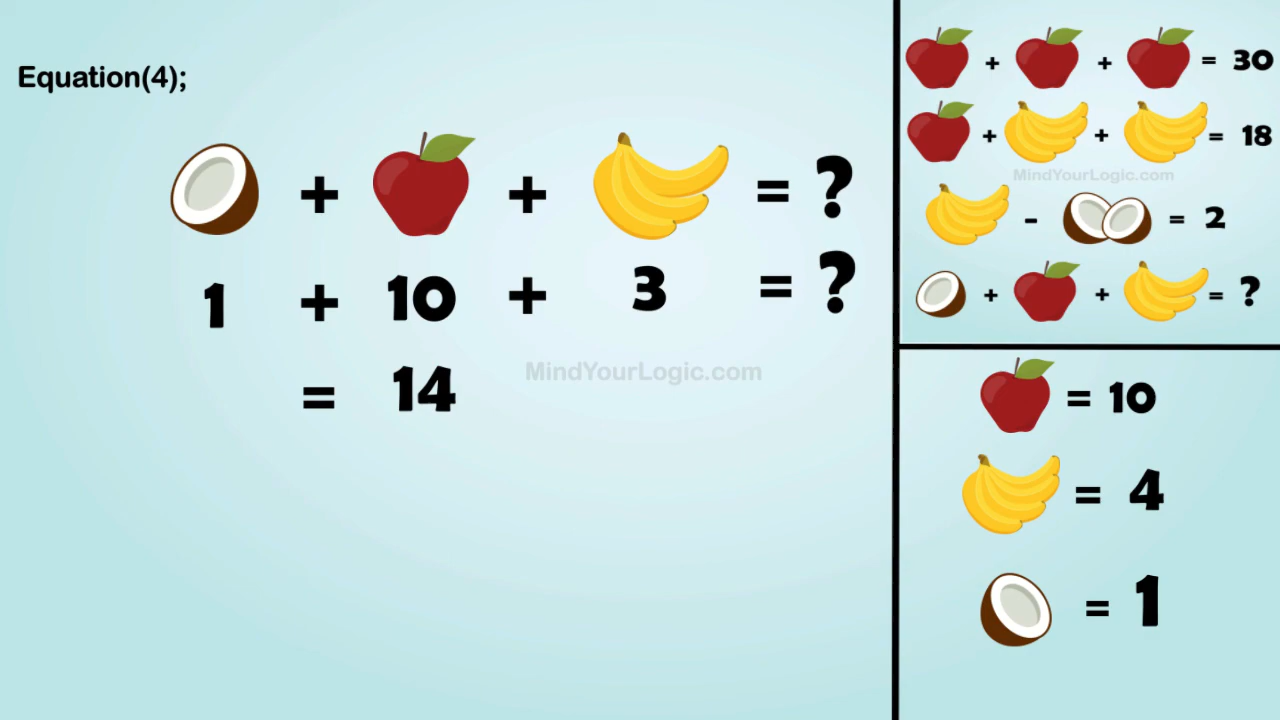 Equation(4);
+ + = ?
1 + 10 + 3 = ?
= 14
MindYourLogic.com
+ + = 30
+ + = 18
MindYourLogic.com
- = 2
+ + = ?
= 10
= 4
= 1